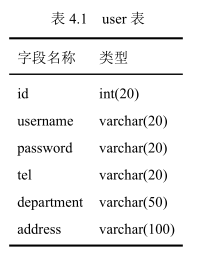 表 4.1 user 表
字段名称 类型
id int(20)
username varchar(20)
password varchar(20)
tel varchar(20)
department varchar(50)
address varchar(100)